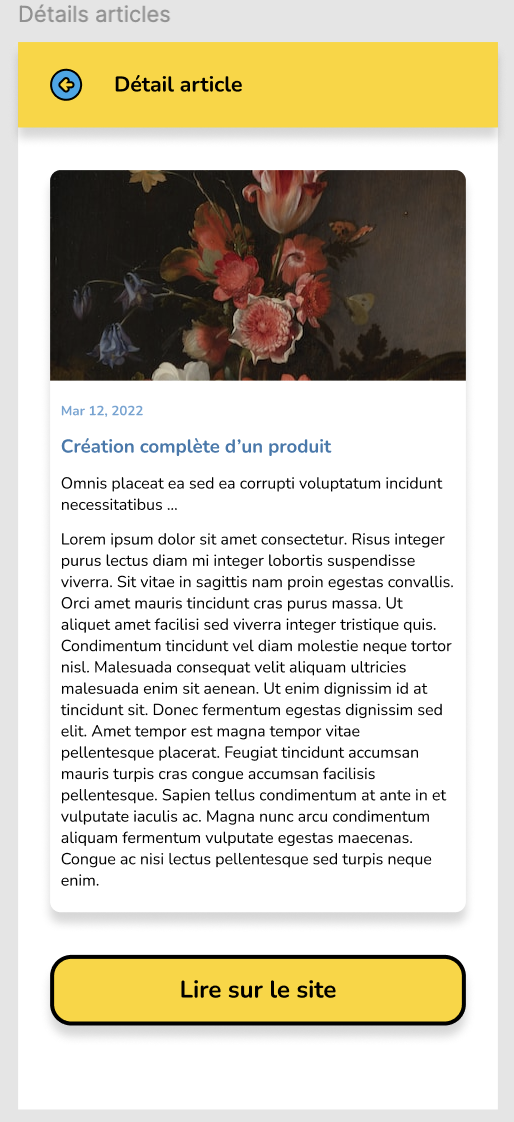 Détails articles
Détail article
Mar 12, 2022
Création complète d’un produit
Omnis placeat ea sed ea corrupti voluptatum incidunt
necessitatibus ...
Lorem ipsum dolor sit amet consectetur. Risus integer
purus lectus diam mi integer lobortis suspendisse
viverra. Sit vitae in sagittis nam proin egestas convallis.
Orci amet mauris tincidunt cras purus massa. Ut
aliquet amet facilisi sed viverra integer tristique quis.
Condimentum tincidunt vel diam molestie neque tortor
nisl. Malesuada consequat velit aliquam ultricies
malesuada enim sit aenean. Ut enim dignissim id at
tincidunt sit. Donec fermentum egestas dignissim sed
elit. Amet tempor est magna tempor vitae
pellentesque placerat. Feugiat tincidunt accumsan
mauris turpis cras congue accumsan facilisis
pellentesque. Sapien tellus condimentum at ante in et
vulputate iaculis ac. Magna nunc arcu condimentum
aliquam fermentum vulputate egestas maecenas.
Congue ac nisi lectus pellentesque sed turpis neque
enim.
Lire sur le site